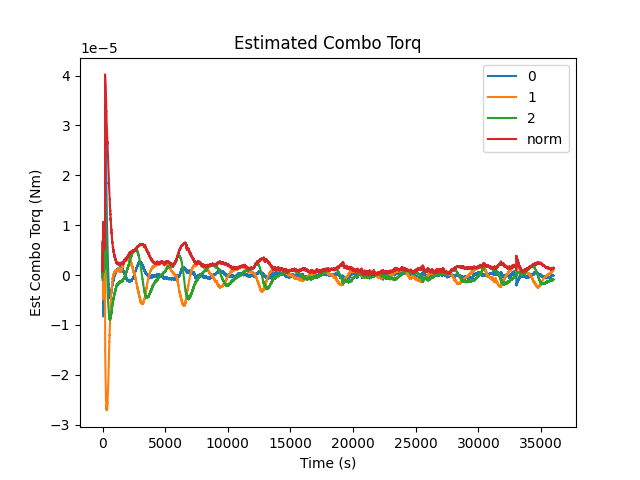 Estimated Combo Torq
1e−5
4
3
2
1
0
−1
−2
−3
Est Combo Torq (Nm)
0
1
2
norm
0 5000 10000 15000 20000 25000 30000 35000
Time (s)